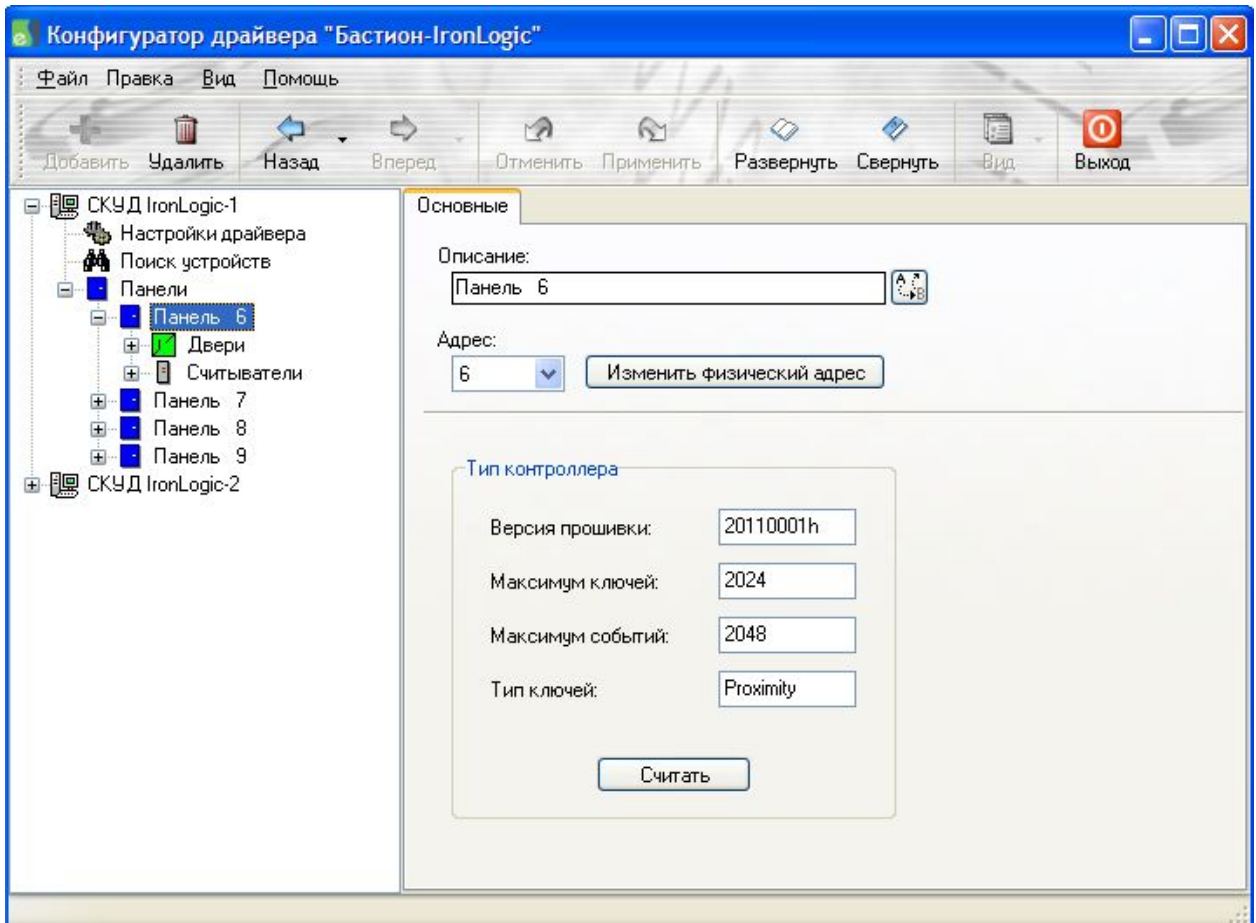 Конфигуратор драйвера "Бастион-IronLogic"
Файл Правка Вид Помощь
Добавить Удалить Назад Вперед Отменить Применить Развернуть Свернуть Вид Выход
СКУД IronLogic-1
Настройки драйвера
Поиск устройств
Панели
Панель 6
Двери
Считыватели
Панель 7
Панель 8
Панель 9
СКУД IronLogic-2
Основные
Описание:
Панель 6
Адрес:
6 Изменить физический адрес
Тип контроллера
Версия прошивки: 20110001h
Максимум ключей: 2024
Максимум событий: 2048
Тип ключей: Proximity
Считать